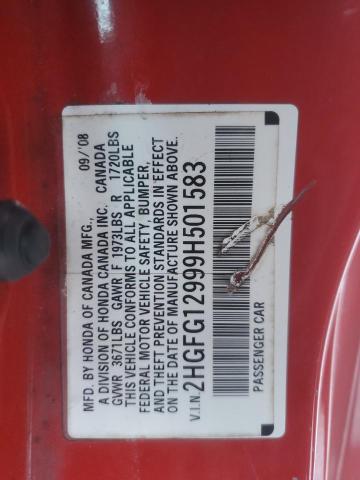 MFD. BY HONDA OF CANADA MFG., 09/'08
A DIVISION OF HONDA CANADA INC. CANADA
GVWR 3671LBS GAWR F 1973LBS R 1720LBS
THIS VEHICLE CONFORMS TO ALL APPLICABLE
FEDERAL MOTOR VEHICLE SAFETY, BUMPER,
AND THEFT PREVENTION STANDARDS IN EFFECT
ON THE DATE OF MANUFACTURE SHOWN ABOVE.
V.I.N. 2HGFG12999H501583
PASSENGER CAR